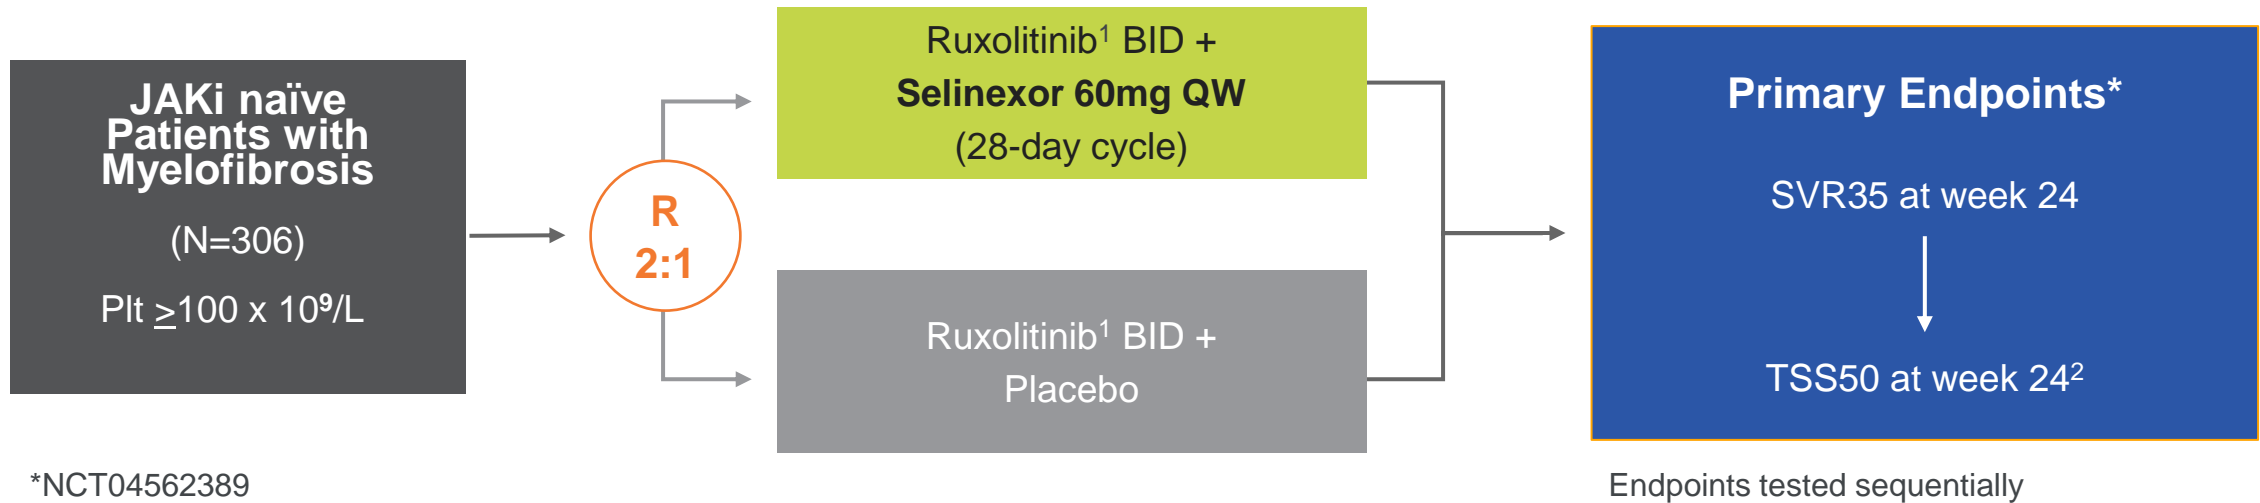 JAKi naïve
Patients with
Myelofibrosis
(N=306)
Plt ≥100 x 10⁹/L
R
2:1
Ruxolitinib¹ BID +
Selinexor 60mg QW
(28-day cycle)
Ruxolitinib¹ BID +
Placebo
Primary Endpoints*
SVR35 at week 24
TSS50 at week 24²
*NCT04562389
Endpoints tested sequentially